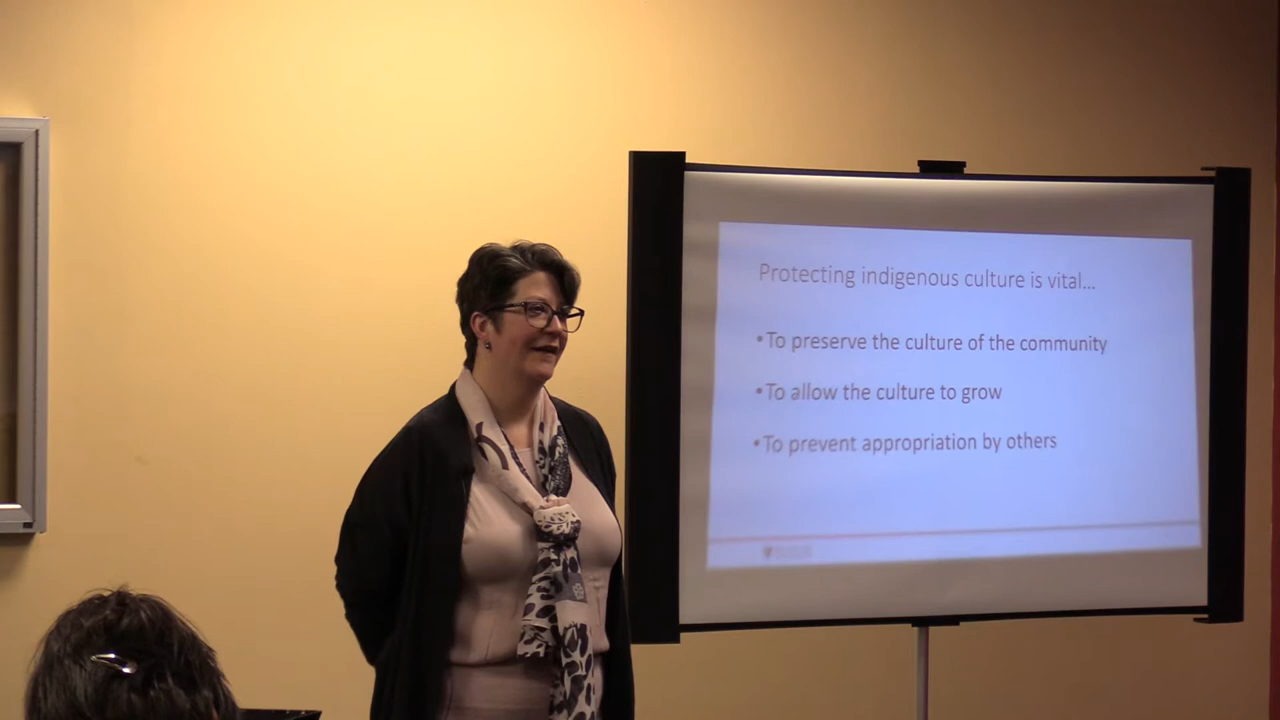 Protecting indigenous culture is vital...
•To preserve the culture of the community
•To allow the culture to grow
•To prevent appropriation by others